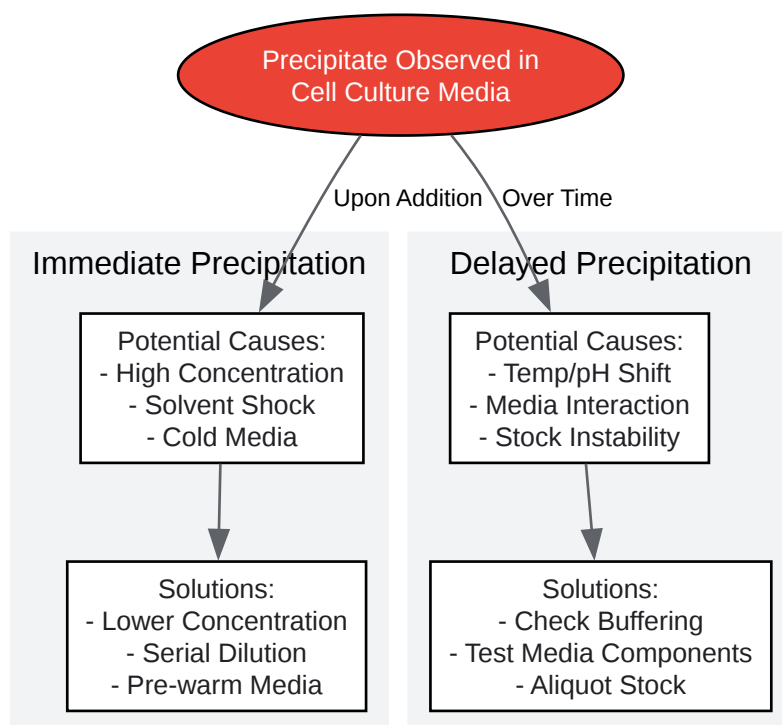 Precipitate Observed in
Cell Culture Media
Upon Addition
Over Time
Immediate Precipitation
Potential Causes:
- High Concentration
- Solvent Shock
- Cold Media
Solutions:
- Lower Concentration
- Serial Dilution
- Pre-warm Media
Delayed Precipitation
Potential Causes:
- Temp/pH Shift
- Media Interaction
- Stock Instability
Solutions:
- Check Buffering
- Test Media Components
- Aliquot Stock